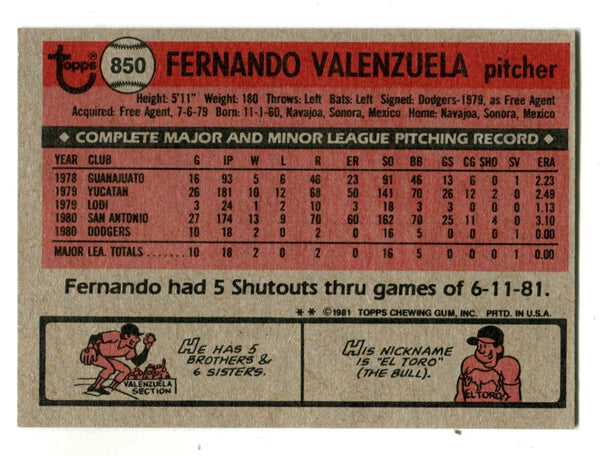 Topps® 850 FERNANDO VALENZUELA pitcher
Height: 5'11" Weight: 180 Throws: Left Bats: Left Signed: Dodgers-1979, as Free Agent
Acquired: Free Agent, 7-6-79 Born: 11-1-60, Navajoa, Sonora, Mexico Home: Navajoa, Sonora, Mexico
◆ COMPLETE MAJOR AND MINOR LEAGUE PITCHING RECORD ◆
YEAR CLUB G IP W L R ER SO BB GS CG SHO SV ERA
1978 GUANAJUATO 16 93 5 6 46 23 91 46 13 6 0 1 2.23
1979 YUCATAN 26 181 10 12 68 50 141 70 26 12 2 0 2.49
1979 LODI 3 24 1 2 10 3 18 3 3 0 0 0 1.13
1980 SAN ANTONIO 27 174 13 9 70 60 162 70 25 11 4 0 3.10
1980 DODGERS 10 18 2 0 2 0 16 5 0 0 0 1 0.00
MAJOR LEA. TOTALS 10 18 2 0 2 0 16 5 0 0 0 1 0.00
Fernando had 5 Shutouts thru games of 6-11-81.
** ©1981 TOPPS CHEWING GUM, INC. PRTD. IN U.S.A.
HE HAS 5
BROTHERS &
6 SISTERS.
VALENZUELA
SECTION
HIS NICKNAME
IS "EL TORO"
(THE BULL).
EL TORO